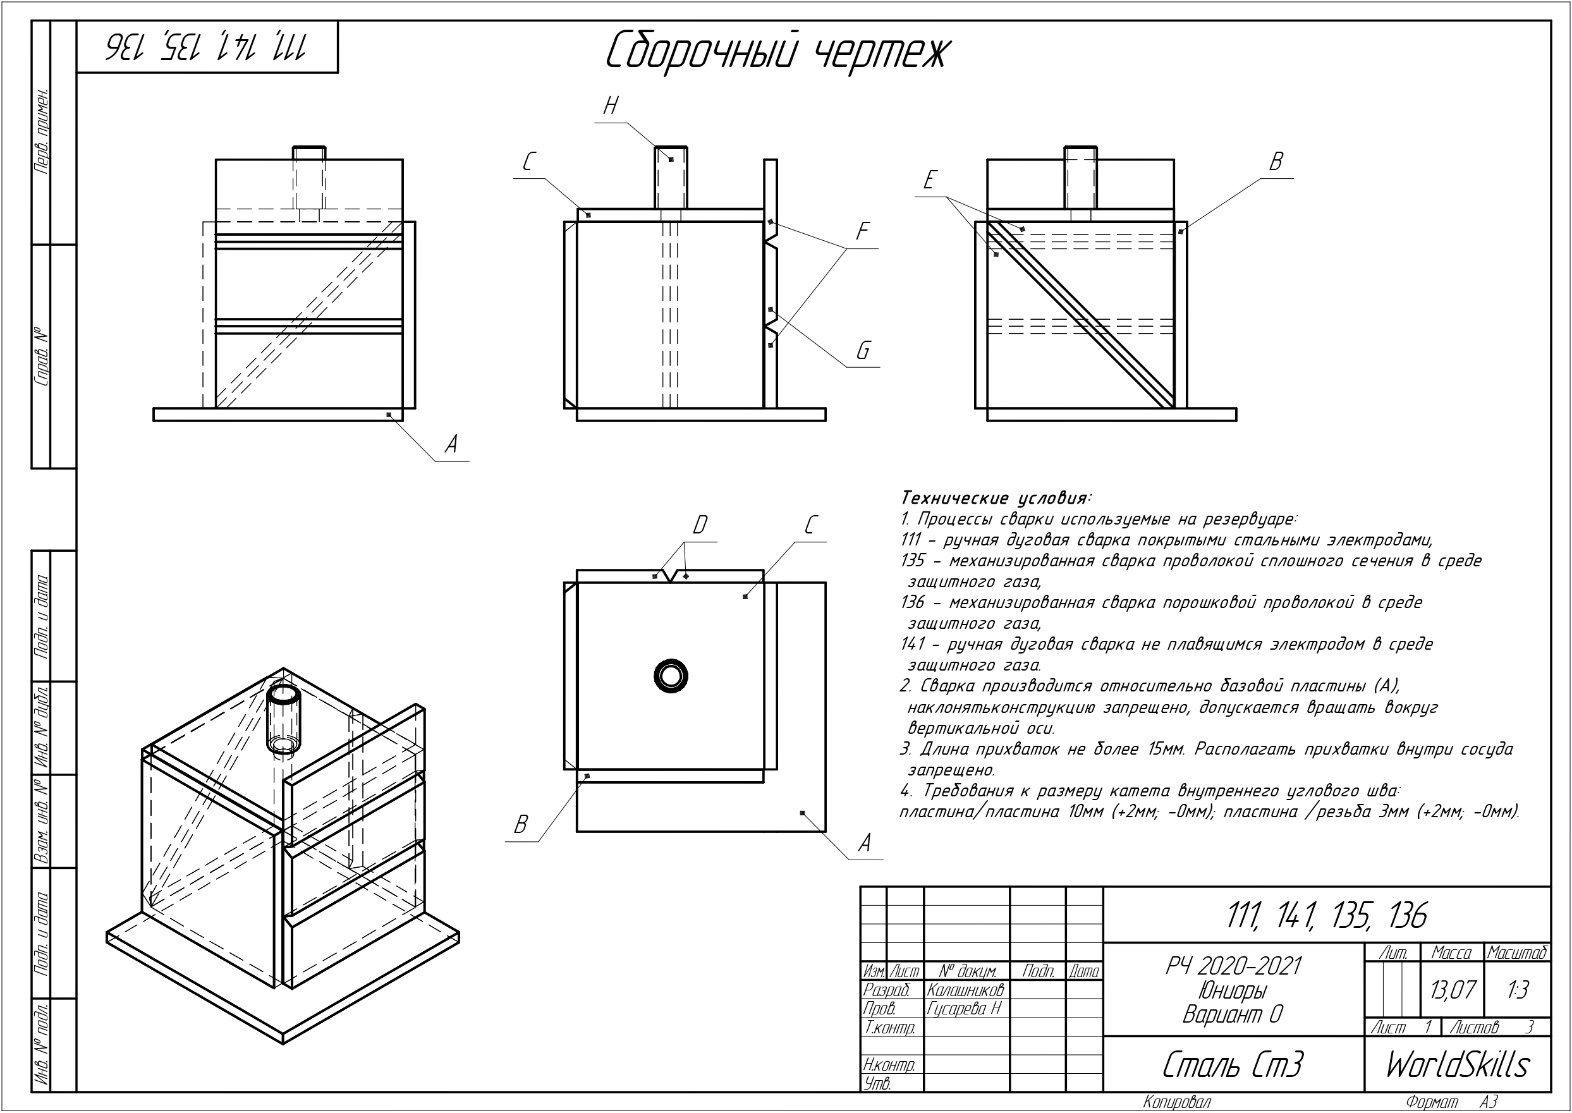 111, 141, 135, 136
Сборочный чертеж
Перв. примен.
Справ. №
Подп. и дата
Инв. № дубл.
Взам. инв. №
Подп. и дата
Инв. № подл.
A
H
C
F
G
E
B
D
C
B
A
Технические условия:
1. Процессы сварки используемые на резервуаре:
111 - ручная дуговая сварка покрытыми стальными электродами,
135 - механизированная сварка проволокой сплошного сечения в среде
защитного газа,
136 - механизированная сварка порошковой проволокой в среде
защитного газа,
141 - ручная дуговая сварка не плавящимся электродом в среде
защитного газа.
2. Сварка производится относительно базовой пластины (А),
наклонятьконструкцию запрещено, допускается вращать вокруг
вертикальной оси.
3. Длина прихваток не более 15мм. Располагать прихватки внутри сосуда
запрещено.
4. Требования к размеру катета внутреннего углового шва:
пластина/пластина 10мм (+2мм; -0мм); пластина /резьба 3мм (+2мм; -0мм).
111, 141, 135, 136
Изм. Лист № докум. Подп. Дата
Разраб. Калашников
Пров. Гусарева Н
Т.контр.
Н.контр.
Утв.
РЧ 2020-2021
Юниоры
Вариант 0
Лит. Масса Масштаб
13,07 1:3
Лист 1 Листов 3
Сталь Ст3
WorldSkills
Копировал Формат А3